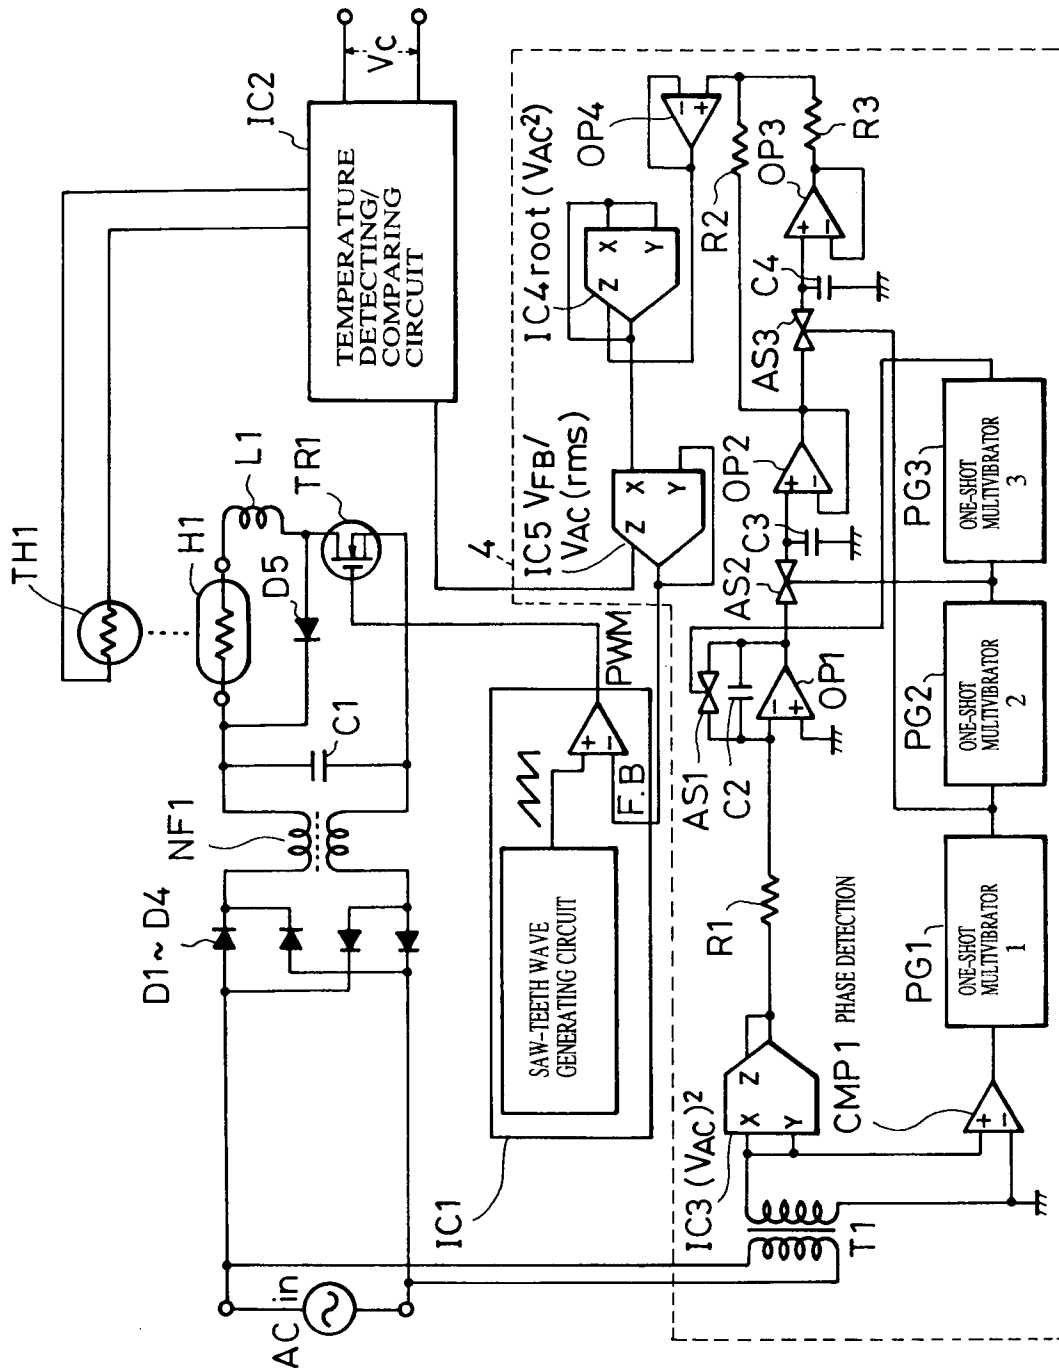 TH1
H1
L1
D5
TR1
C1
NF1
D1~D4
AC in
IC2
TEMPERATURE
DETECTING/
COMPARING
CIRCUIT
Vc
IC1
SAW-TEETH WAVE
GENERATING CIRCUIT
+
−
F.B
PWM
4
IC5 VFB/
VAC(rms)
Z
X
Y
IC4 root(VAC²)
Z
X
Y
OP4
−
+
R2
R3
OP3
+
−
C4
AS3
OP2
+
−
C3
AS2
AS1
C2
OP1
−
+
R1
IC3(VAC)²
X
Y
Z
T1
CMP1 PHASE DETECTION
+
−
PG1
ONE-SHOT
MULTIVIBRATOR
1
PG2
ONE-SHOT
MULTIVIBRATOR
2
PG3
ONE-SHOT
MULTIVIBRATOR
3